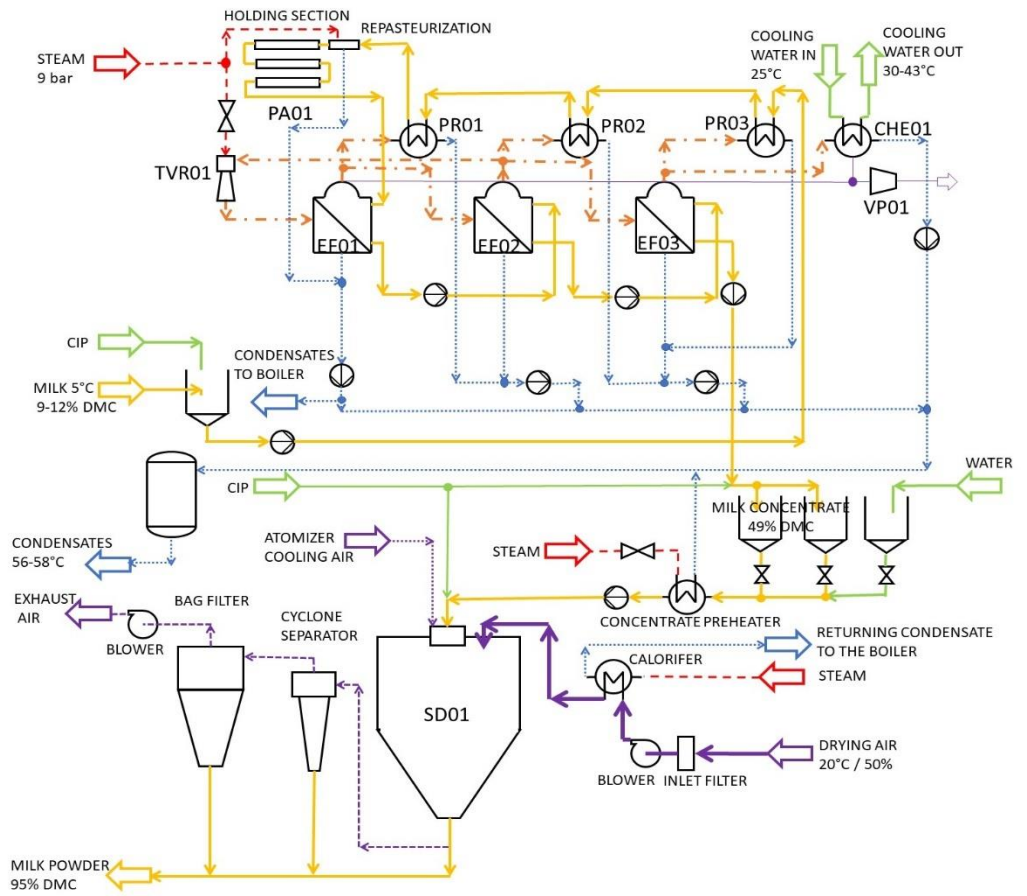 HOLDING SECTION
REPASTEURIZATION
STEAM
9 bar
COOLING
WATER IN
25°C
COOLING
WATER OUT
30-43°C
PA01
PR01
PR02
PR03
CHE01
TVR01
VP01
EF01
EF02
EF03
CIP
CONDENSATES
TO BOILER
MILK 5°C
9-12% DMC
CIP
WATER
MILK CONCENTRATE
49% DMC
ATOMIZER
COOLING AIR
STEAM
CONDENSATES
56-58°C
EXHAUST
AIR
BAG FILTER
BLOWER
CYCLONE
SEPARATOR
CONCENTRATE PREHEATER
RETURNING CONDENSATE
TO THE BOILER
CALORIFER
STEAM
SD01
DRYING AIR
20°C / 50%
BLOWER
INLET FILTER
MILK POWDER
95% DMC